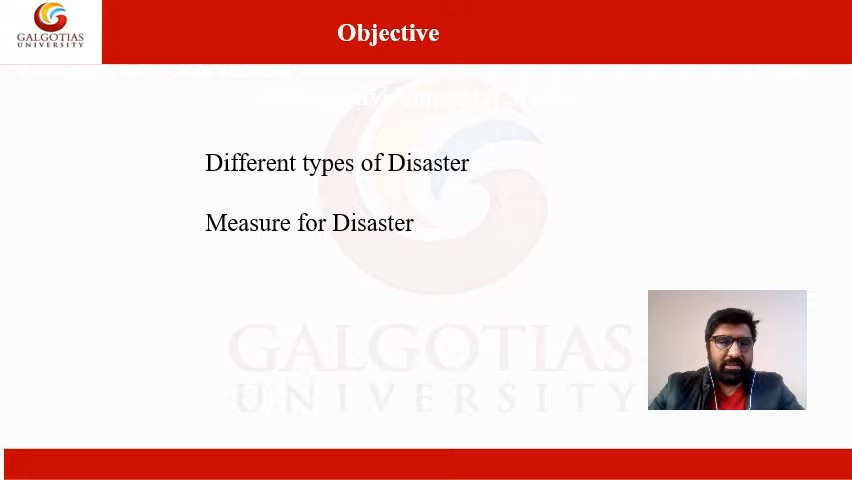 GALGOTIAS
UNIVERSITY
Objective
Different types of Disaster
Measure for Disaster
GALGOTIAS
UNIVERSITY